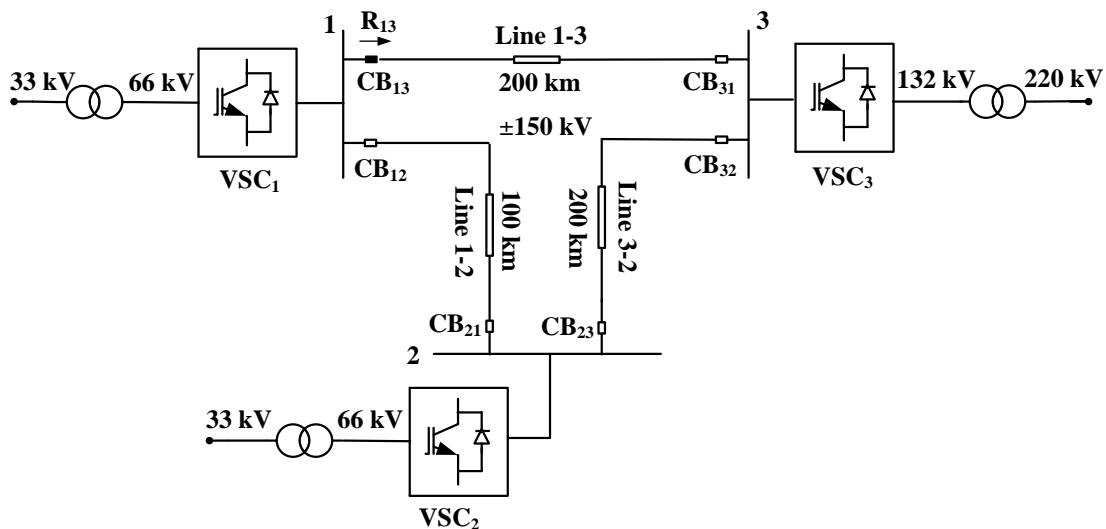 1
R13
Line 1-3
3
33 kV
66 kV
CB13
200 km
CB31
132 kV
220 kV
±150 kV
VSC1
CB12
CB32
VSC3
Line 1-2
100 km
200 km
Line 3-2
CB21
CB23
2
33 kV
66 kV
VSC2